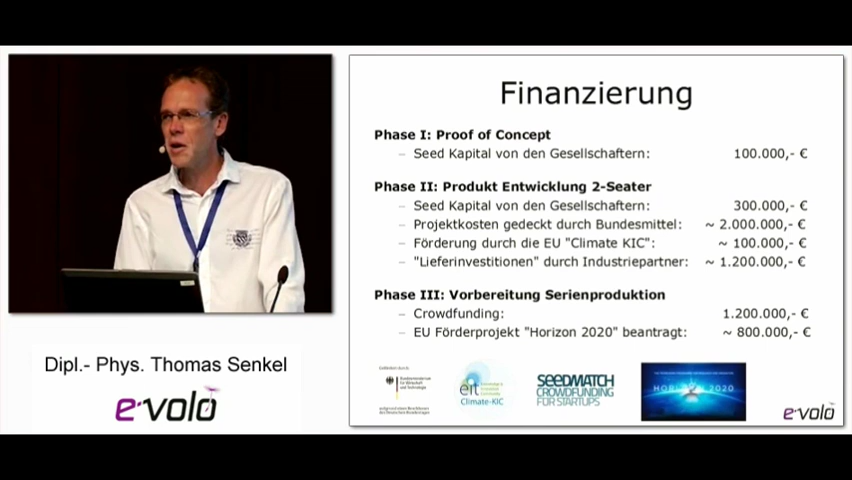 Finanzierung
Phase I: Proof of Concept
– Seed Kapital von den Gesellschaftern: 100.000,- €
Phase II: Produkt Entwicklung 2-Seater
– Seed Kapital von den Gesellschaftern: 300.000,- €
– Projektkosten gedeckt durch Bundesmittel: ~ 2.000.000,- €
– Förderung durch die EU "Climate KIC": ~ 100.000,- €
– "Lieferinvestitionen" durch Industriepartner: ~ 1.200.000,- €
Phase III: Vorbereitung Serienproduktion
– Crowdfunding: 1.200.000,- €
– EU Förderprojekt "Horizon 2020" beantragt: ~ 800.000,- €
Dipl.- Phys. Thomas Senkel
e·volo
eit
Climate-KIC
SEEDMATCH
CROWDFUNDING
FÜR STARTUPS
HORIZON 2020
e·volo